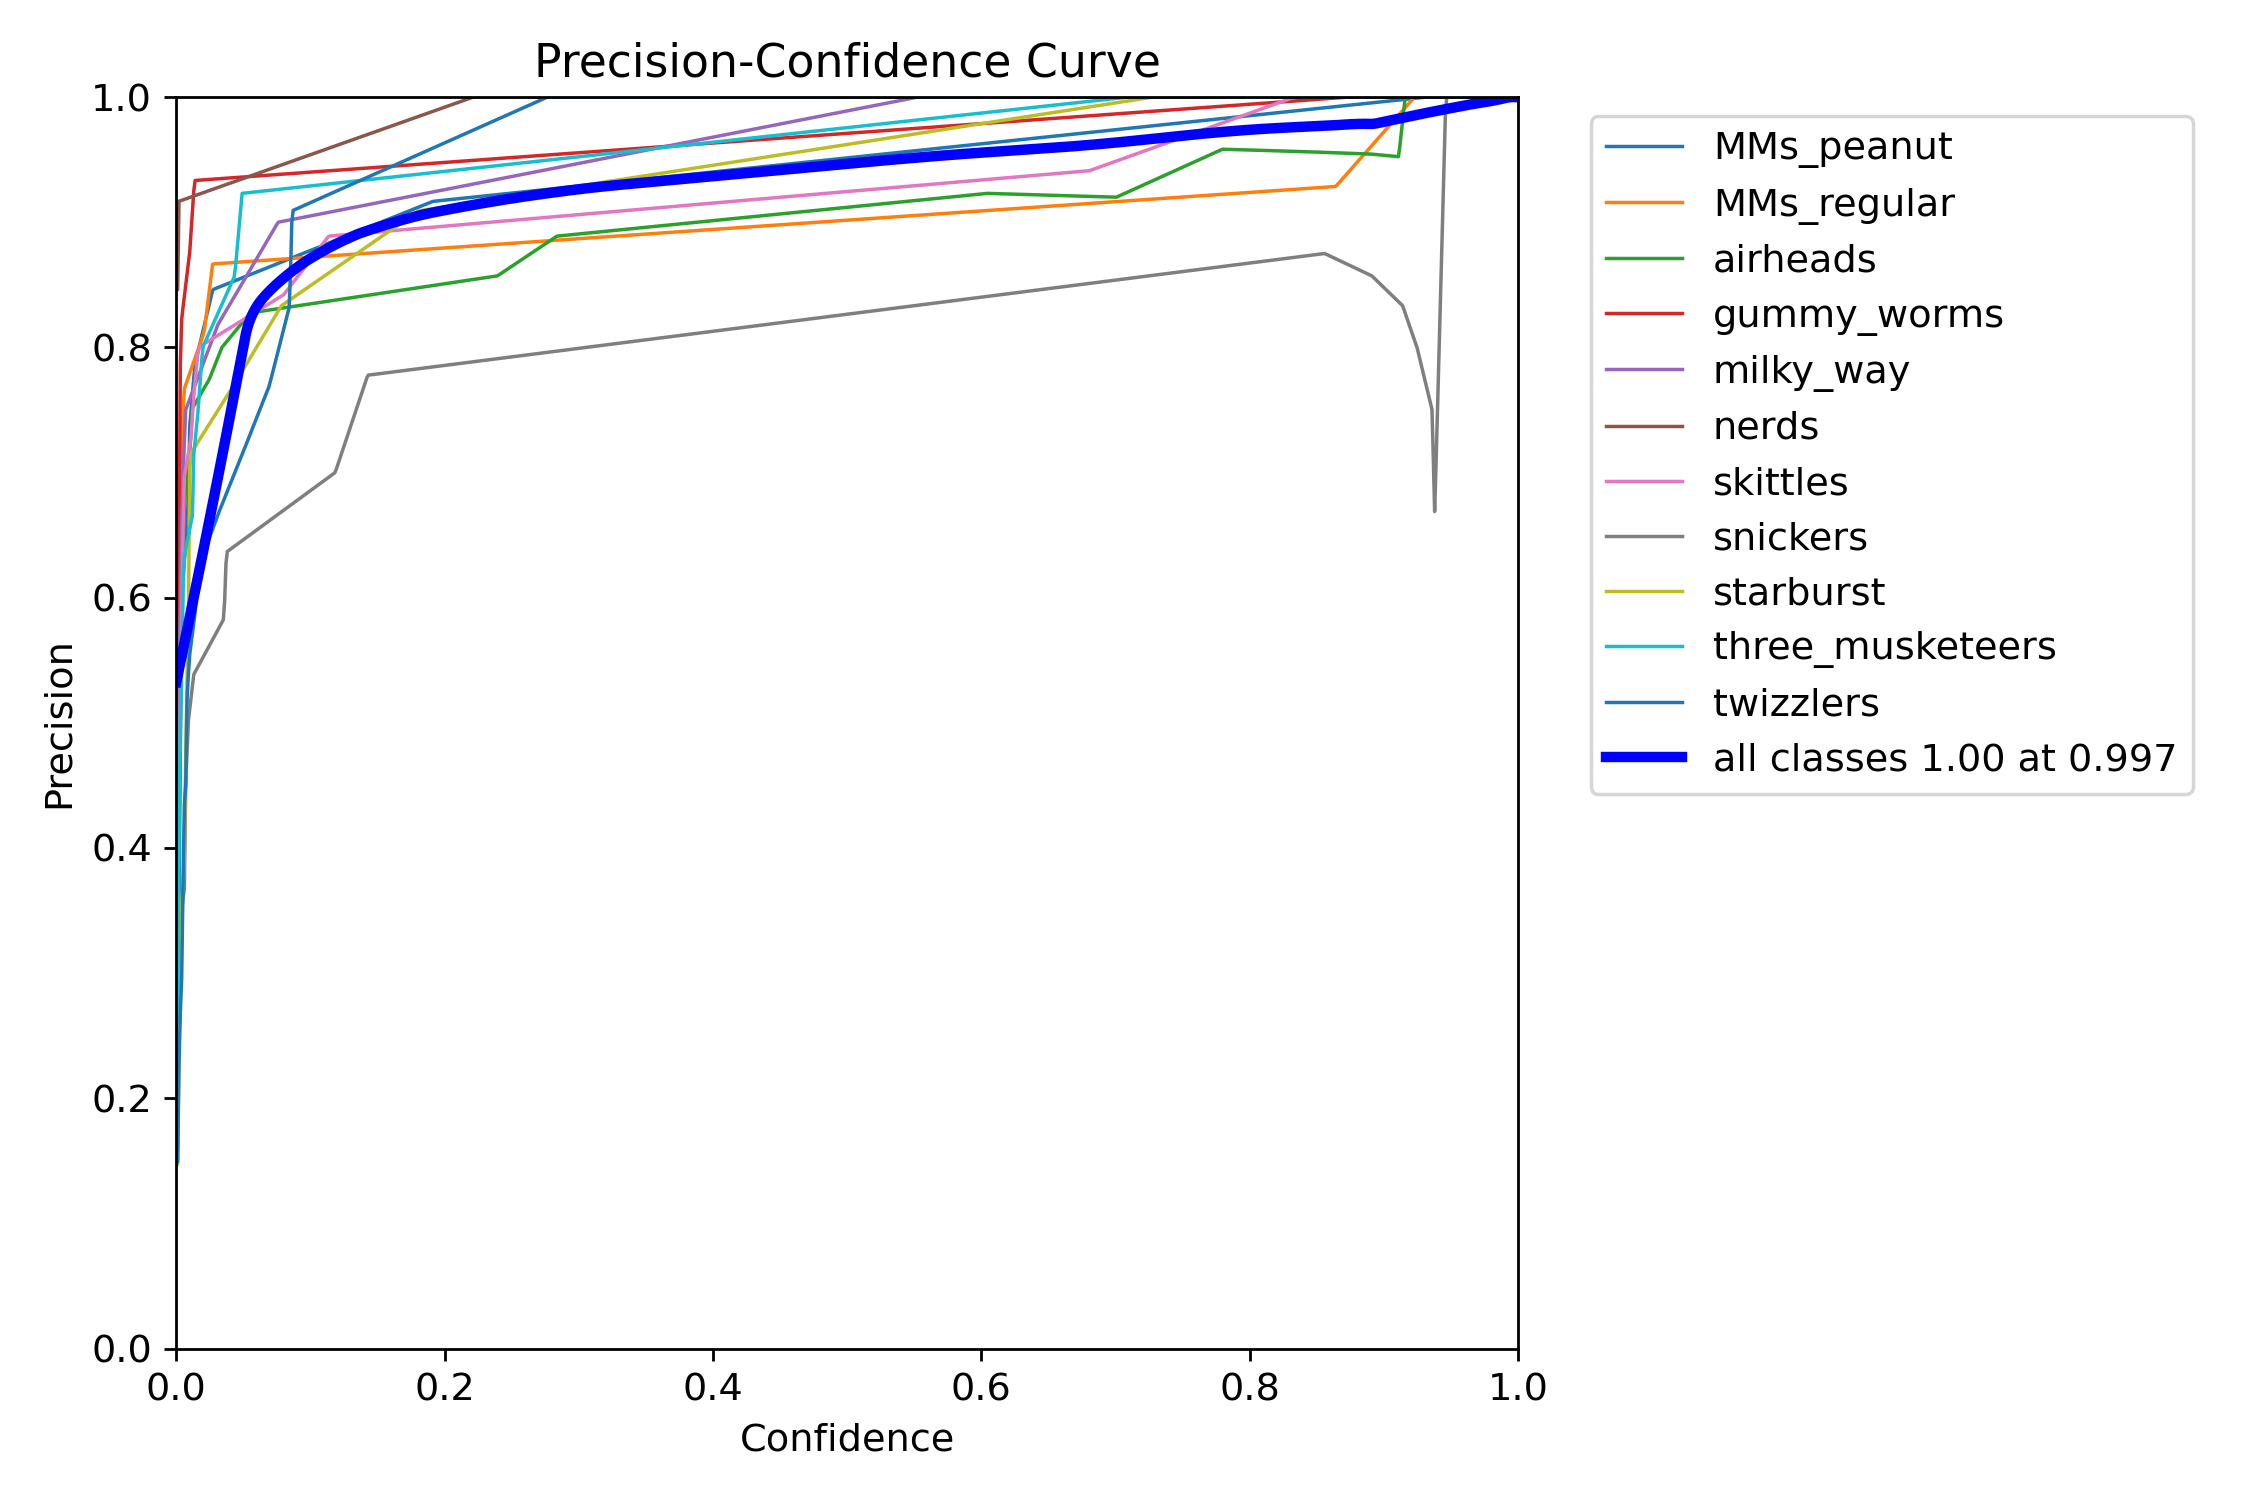 Precision-Confidence Curve
1.0
0.8
0.6
0.4
0.2
0.0
Precision
0.0 0.2 0.4 0.6 0.8 1.0
Confidence
MMs_peanut
MMs_regular
airheads
gummy_worms
milky_way
nerds
skittles
snickers
starburst
three_musketeers
twizzlers
all classes 1.00 at 0.997